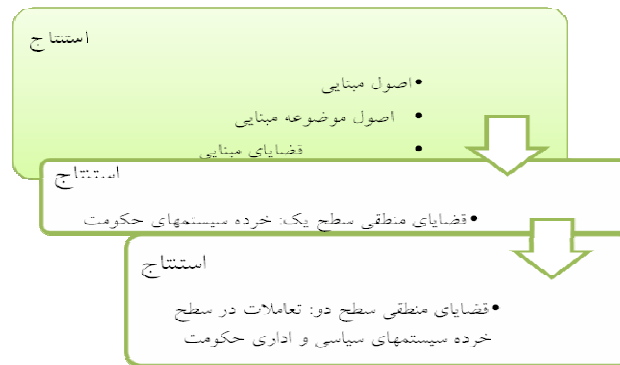 استنتاج
•اصول مبنایی
• اصول موضوعه مبنایی
• قضایای مبنایی
استنتاج
•قضایای منطقی سطح یک: خرده سیستمهای حکومت
استنتاج
•قضایای منطقی سطح دو: تعاملات در سطح
خرده سیستمهای سیاسی و اداری حکومت